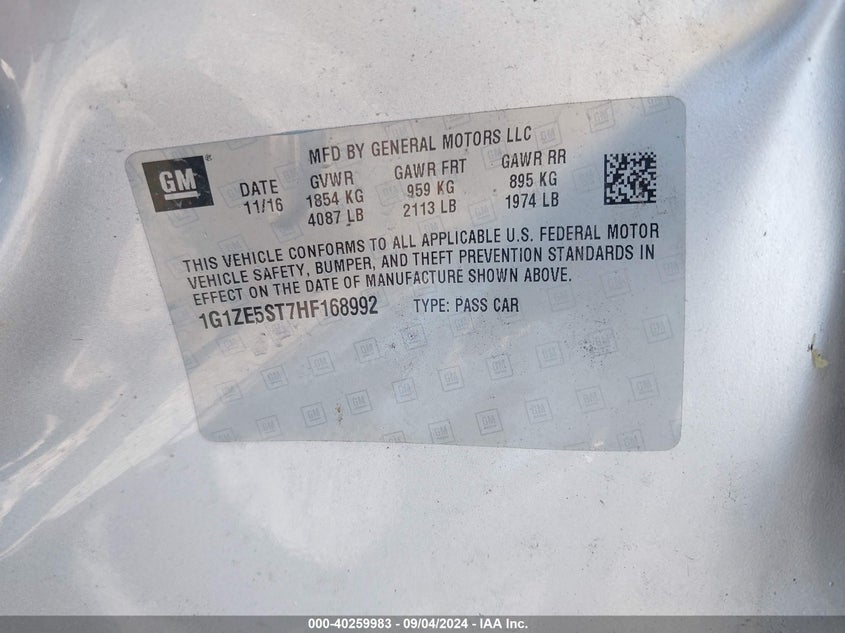 MFD BY GENERAL MOTORS LLC
GM®
DATE GVWR GAWR FRT GAWR RR
11/16 1854 KG 959 KG 895 KG
4087 LB 2113 LB 1974 LB
THIS VEHICLE CONFORMS TO ALL APPLICABLE U.S. FEDERAL MOTOR
VEHICLE SAFETY, BUMPER, AND THEFT PREVENTION STANDARDS IN
EFFECT ON THE DATE OF MANUFACTURE SHOWN ABOVE.
1G1ZE5ST7HF168992 TYPE: PASS CAR
000-40259983 - 09/04/2024 - IAA Inc.